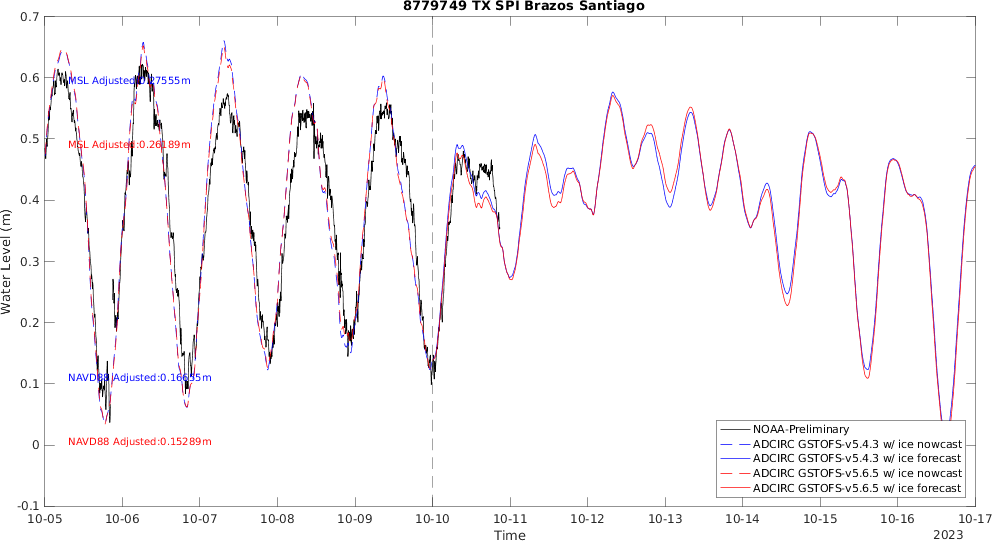 8779749 TX SPI Brazos Santiago
Water Level (m)
0.7
0.6
0.5
0.4
0.3
0.2
0.1
0
-0.1
MSL Adjusted:0.27555m
MSL Adjusted:0.26189m
NAVD88 Adjusted:0.16655m
NAVD88 Adjusted:0.15289m
NOAA-Preliminary
ADCIRC GSTOFS-v5.4.3 w/ ice nowcast
ADCIRC GSTOFS-v5.4.3 w/ ice forecast
ADCIRC GSTOFS-v5.6.5 w/ ice nowcast
ADCIRC GSTOFS-v5.6.5 w/ ice forecast
10-05 10-06 10-07 10-08 10-09 10-10 10-11 10-12 10-13 10-14 10-15 10-16 10-17
Time
2023